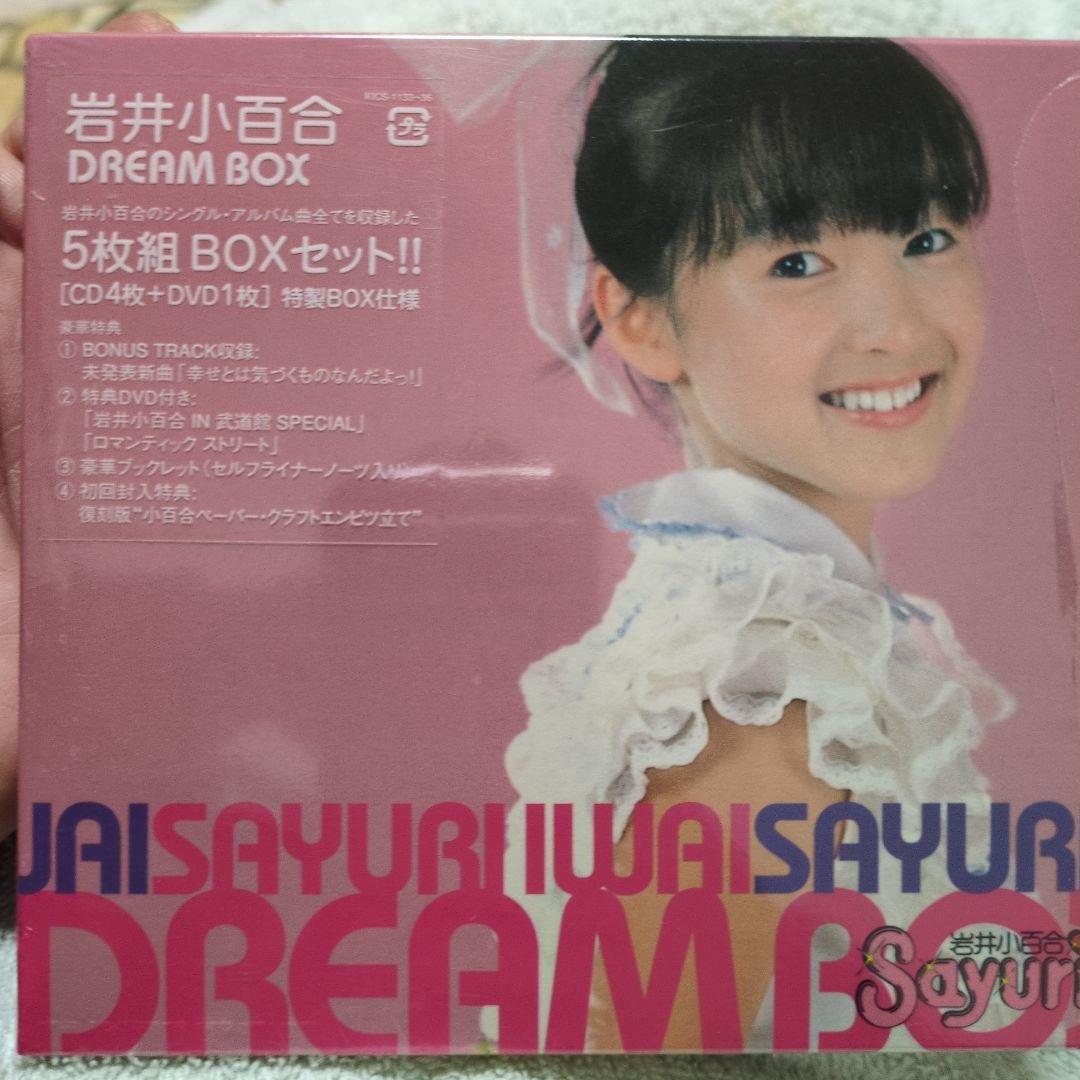 岩井小百合
KICS-1133~36
プラ
DREAM BOX
岩井小百合のシングル・アルバム曲全てを収録した
5枚組 BOXセット!!
[CD4枚+DVD1枚] 特製BOX仕様
豪華特典
① BONUS TRACK収録:
未発表新曲「幸せとは気づくものなんだよっ!」
② 特典DVD付き:
「岩井小百合 IN 武道館 SPECIAL」
「ロマンティック ストリート」
③ 豪華ブックレット(セルフライナーノーツ入り)
④ 初回封入特典:
復刻版“小百合ペーパー・クラフトエンピツ立て”
WAISAYURIIWAISAYURI
DREAM BOX
岩井小百合
Sayuri